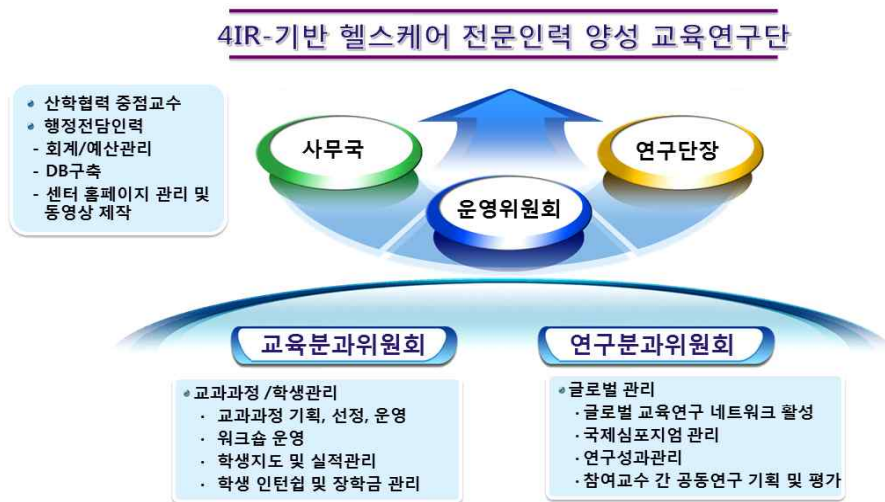 4IR-기반 헬스케어 전문인력 양성 교육연구단
• 산학협력 중점교수
• 행정전담인력
- 회계/예산관리
- DB구축
- 센터 홈페이지 관리 및
동영상 제작
사무국
연구단장
운영위원회
교육분과위원회
• 교과과정 /학생관리
· 교과과정 기획, 선정, 운영
· 워크숍 운영
· 학생지도 및 실적관리
· 학생 인턴쉽 및 장학금 관리
연구분과위원회
• 글로벌 관리
· 글로벌 교육연구 네트워크 활성
· 국제심포지엄 관리
· 연구성과관리
· 참여교수 간 공동연구 기획 및 평가